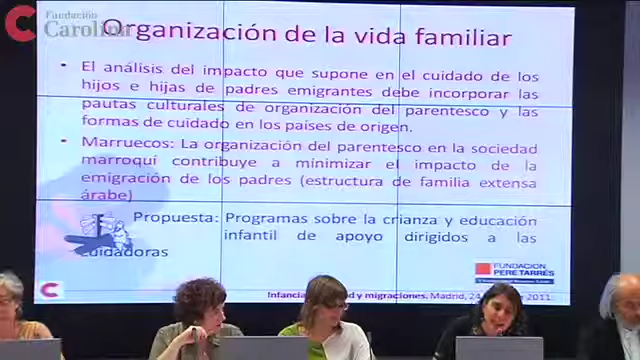 Fundación
Carolina
Organización de la vida familiar
• El análisis del impacto que supone en el cuidado de los
hijos e hijas de padres emigrantes debe incorporar las
pautas culturales de organización del parentesco y las
formas de cuidado en los países de origen.
• Marruecos: La organización del parentesco en la sociedad
marroquí contribuye a minimizar el impacto de la
emigración de los padres (estructura de familia extensa
árabe)
Propuesta: Programas sobre la crianza y educación
infantil de apoyo dirigidos a las
cuidadoras
FUNDACION
PERE TARRÉS
Infancia y migraciones. Madrid, 24 2011